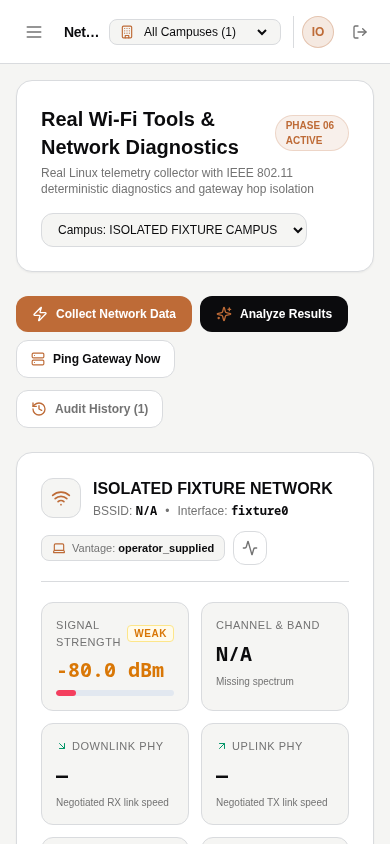 Net…
All Campuses (1)
IO
Real Wi-Fi Tools &
Network Diagnostics
PHASE 06
ACTIVE
Real Linux telemetry collector with IEEE 802.11
deterministic diagnostics and gateway hop isolation
Campus: ISOLATED FIXTURE CAMPUS
Collect Network Data
Analyze Results
Ping Gateway Now
Audit History (1)
ISOLATED FIXTURE NETWORK
BSSID: N/A • Interface: fixture0
Vantage: operator_supplied
SIGNAL
STRENGTH
WEAK
-80.0 dBm
CHANNEL & BAND
N/A
Missing spectrum
DOWNLINK PHY
—
Negotiated RX link speed
UPLINK PHY
—
Negotiated TX link speed